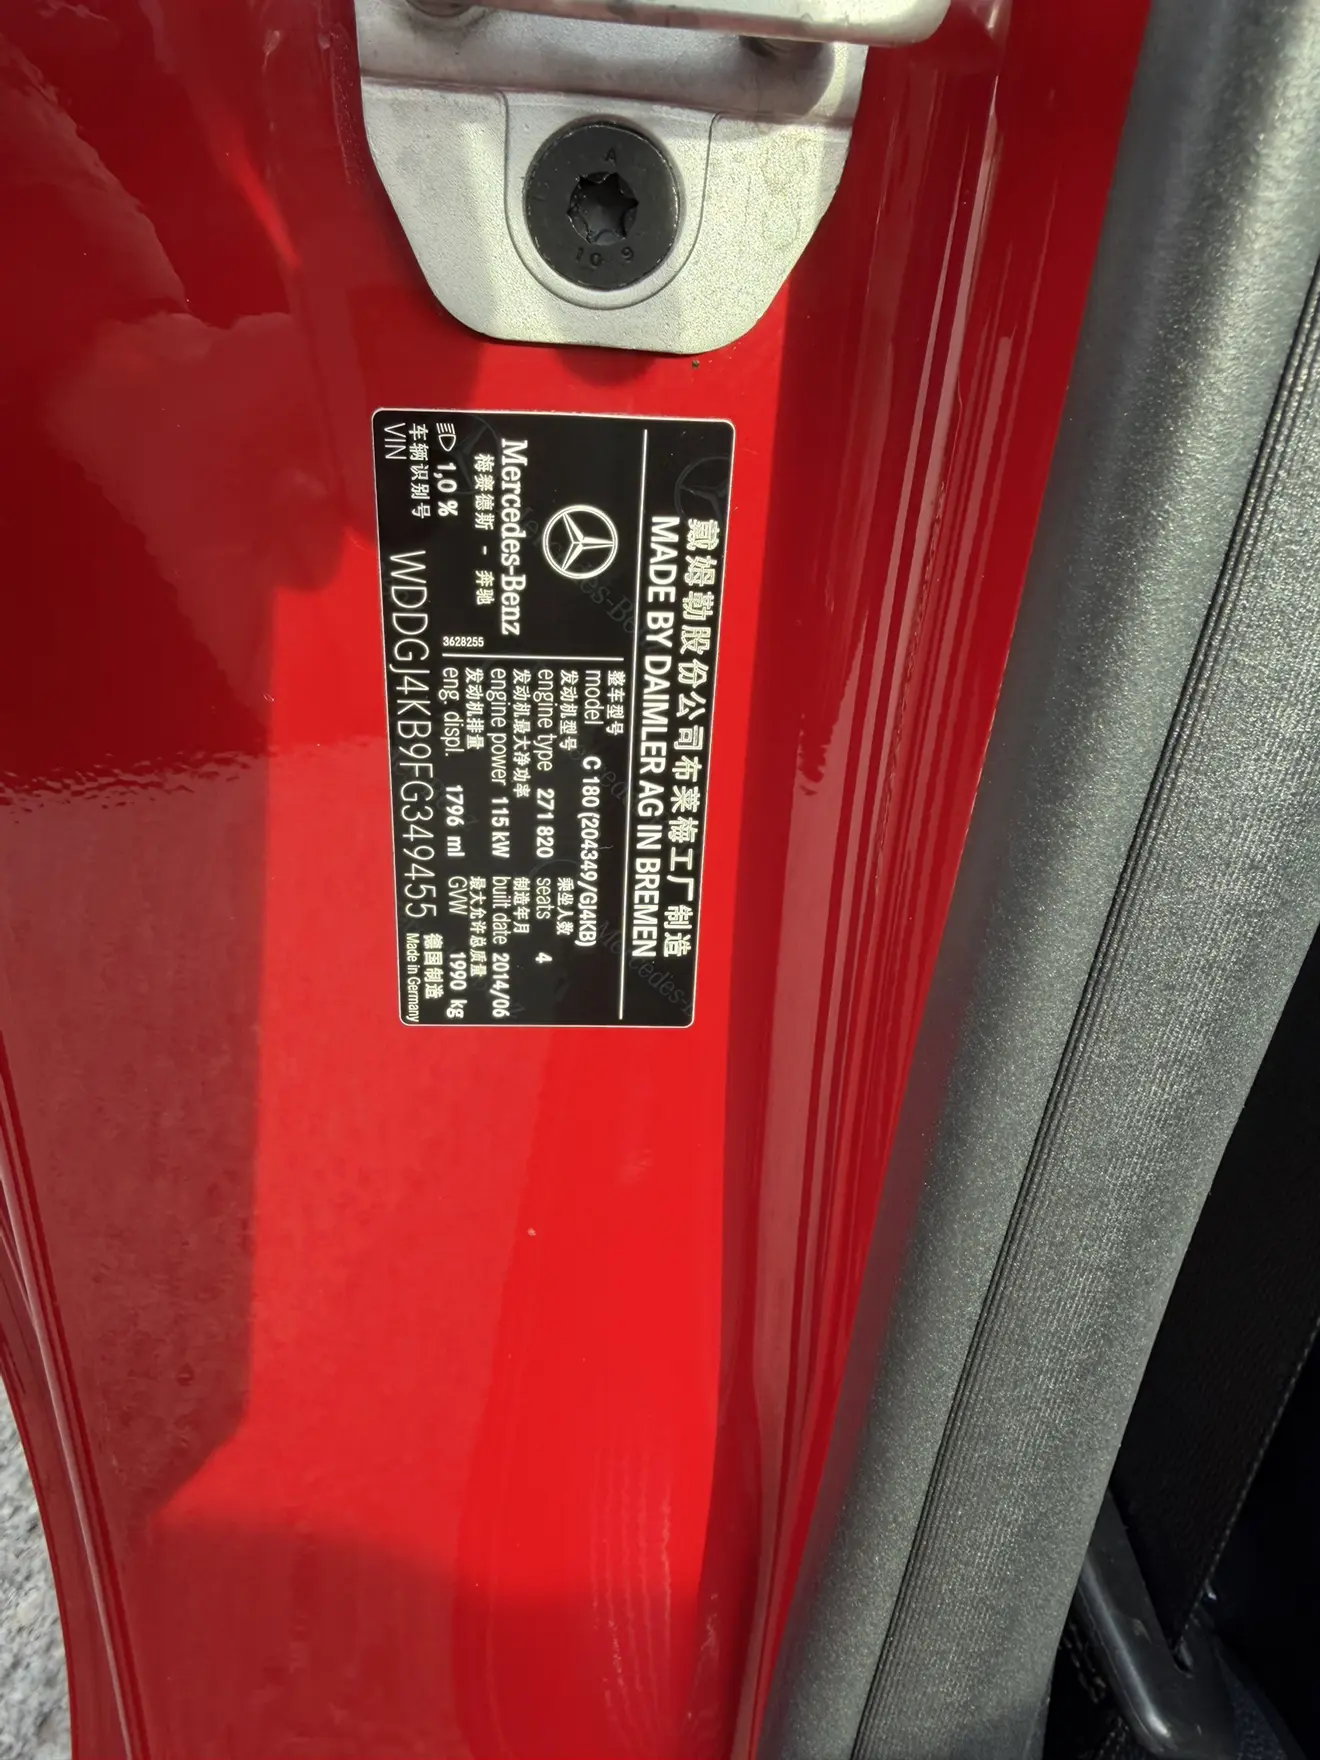 戴姆勒股份公司布莱梅工厂制造
MADE BY DAIMLER AG IN BREMEN
Mercedes-Benz
梅赛德斯 - 奔驰
1,0 %
3628255
整车型号
model C 180 (204349/GJ4KB)
发动机型号 乘坐人数
engine type 271 820 seats 4
发动机最大净功率 制造年月
engine power 115 kW built date 2014/06
发动机排量 最大允许总质量
eng. displ. 1796 ml GVW 1990 kg
车辆识别号 德国制造
VIN WDDGJ4KB9FG349455 Made in Germany
A
10 9